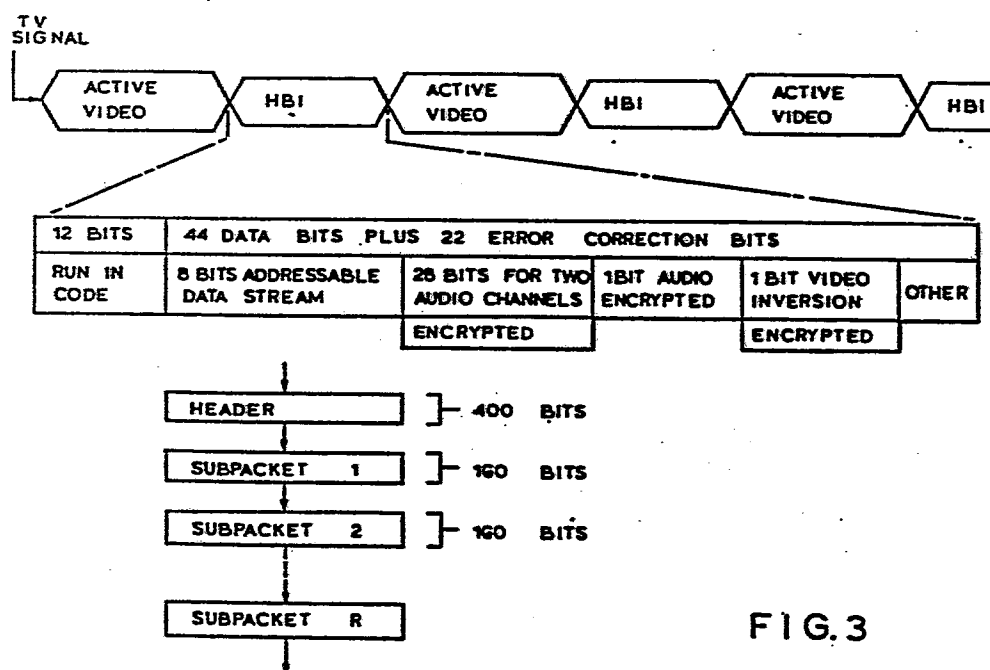 TV
SIGNAL
ACTIVE
VIDEO
HBI
ACTIVE
VIDEO
HBI
ACTIVE
VIDEO
HBI
12 BITS
44 DATA BITS PLUS 22 ERROR CORRECTION BITS
RUN IN
CODE
8 BITS ADDRESSABLE
DATA STREAM
26 BITS FOR TWO
AUDIO CHANNELS
1BIT AUDIO
ENCRYPTED
1 BIT VIDEO
INVERSION
OTHER
ENCRYPTED
ENCRYPTED
HEADER
400 BITS
SUBPACKET 1
160 BITS
SUBPACKET 2
160 BITS
SUBPACKET R
FIG.3